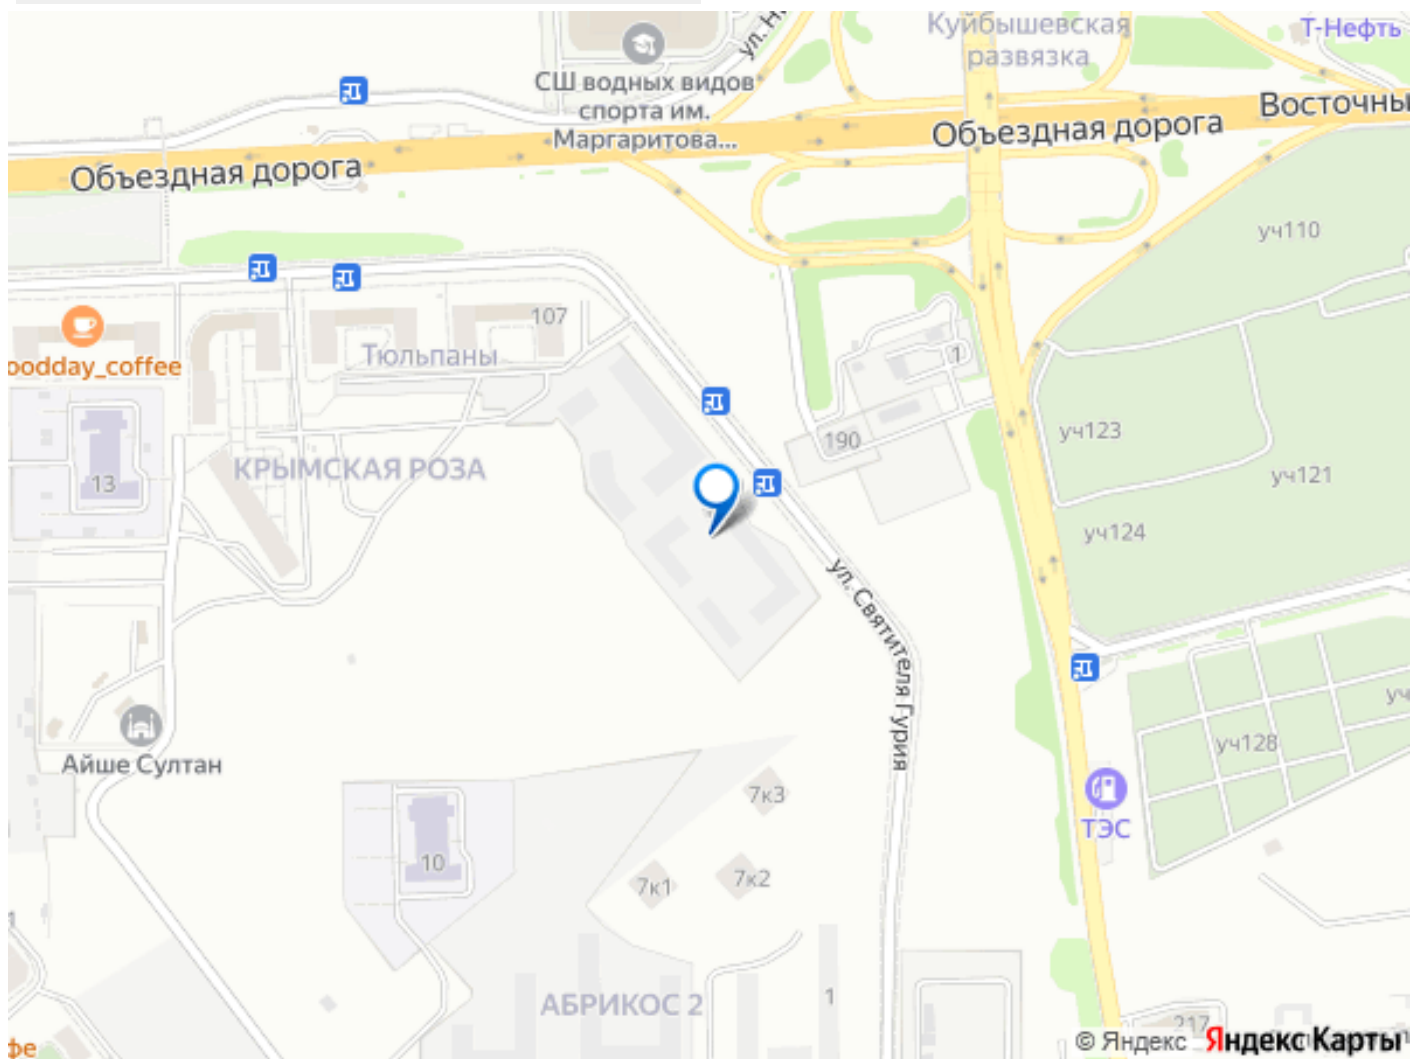 Куйбышевская
развязка
Т-Нефть
ул.
СШ водных видов
спорта им.
Маргаритова...
Восточны
Объездная дорога
Объездная дорога
уч110
107
Тюльпаны
oodday_coffee
1
190
уч123
КРЫМСКАЯ РОЗА
13
уч121
уч124
ул. Святителя Гурия
Айше Султан
уч
уч128
7к3
ТЭС
10
7к1
7к2
1
АБРИКОС 2
1
217
фе
© Яндекс Яндекс Карты